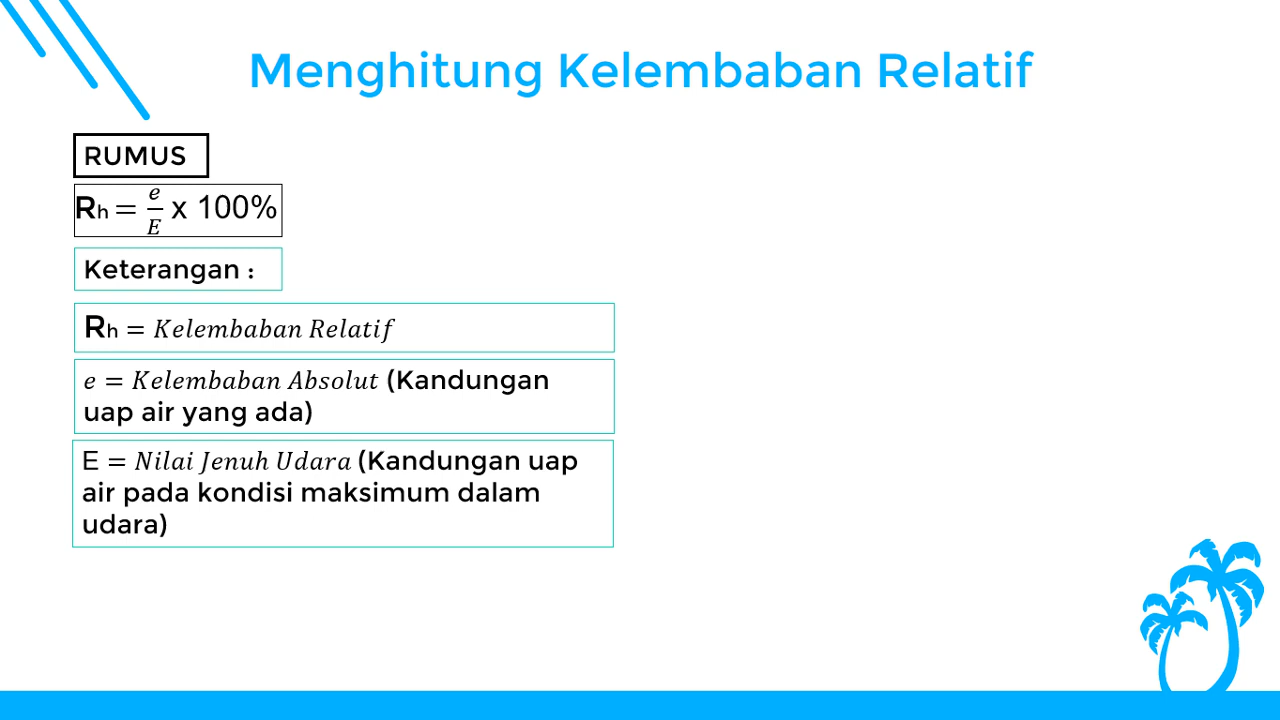 Menghitung Kelembaban Relatif
RUMUS
Rh = e/E x 100%
Keterangan :
Rh = Kelembaban Relatif
e = Kelembaban Absolut (Kandungan
uap air yang ada)
E = Nilai Jenuh Udara (Kandungan uap
air pada kondisi maksimum dalam
udara)